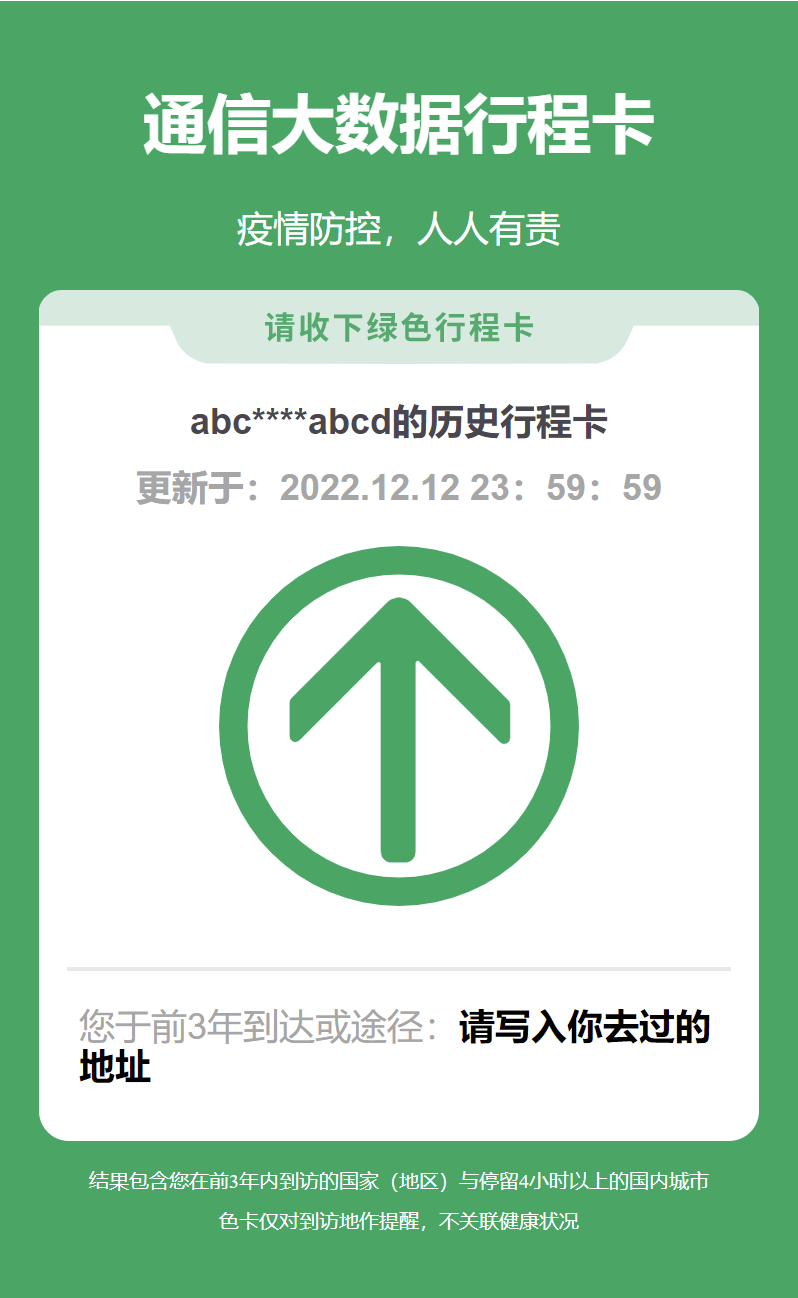 通信大数据行程卡
疫情防控，人人有责
请收下绿色行程卡
abc****abcd的历史行程卡
更新于：2022.12.12 23：59：59
您于前3年到达或途径：请写入你去过的
地址
结果包含您在前3年内到访的国家（地区）与停留4小时以上的国内城市
色卡仅对到访地作提醒，不关联健康状况